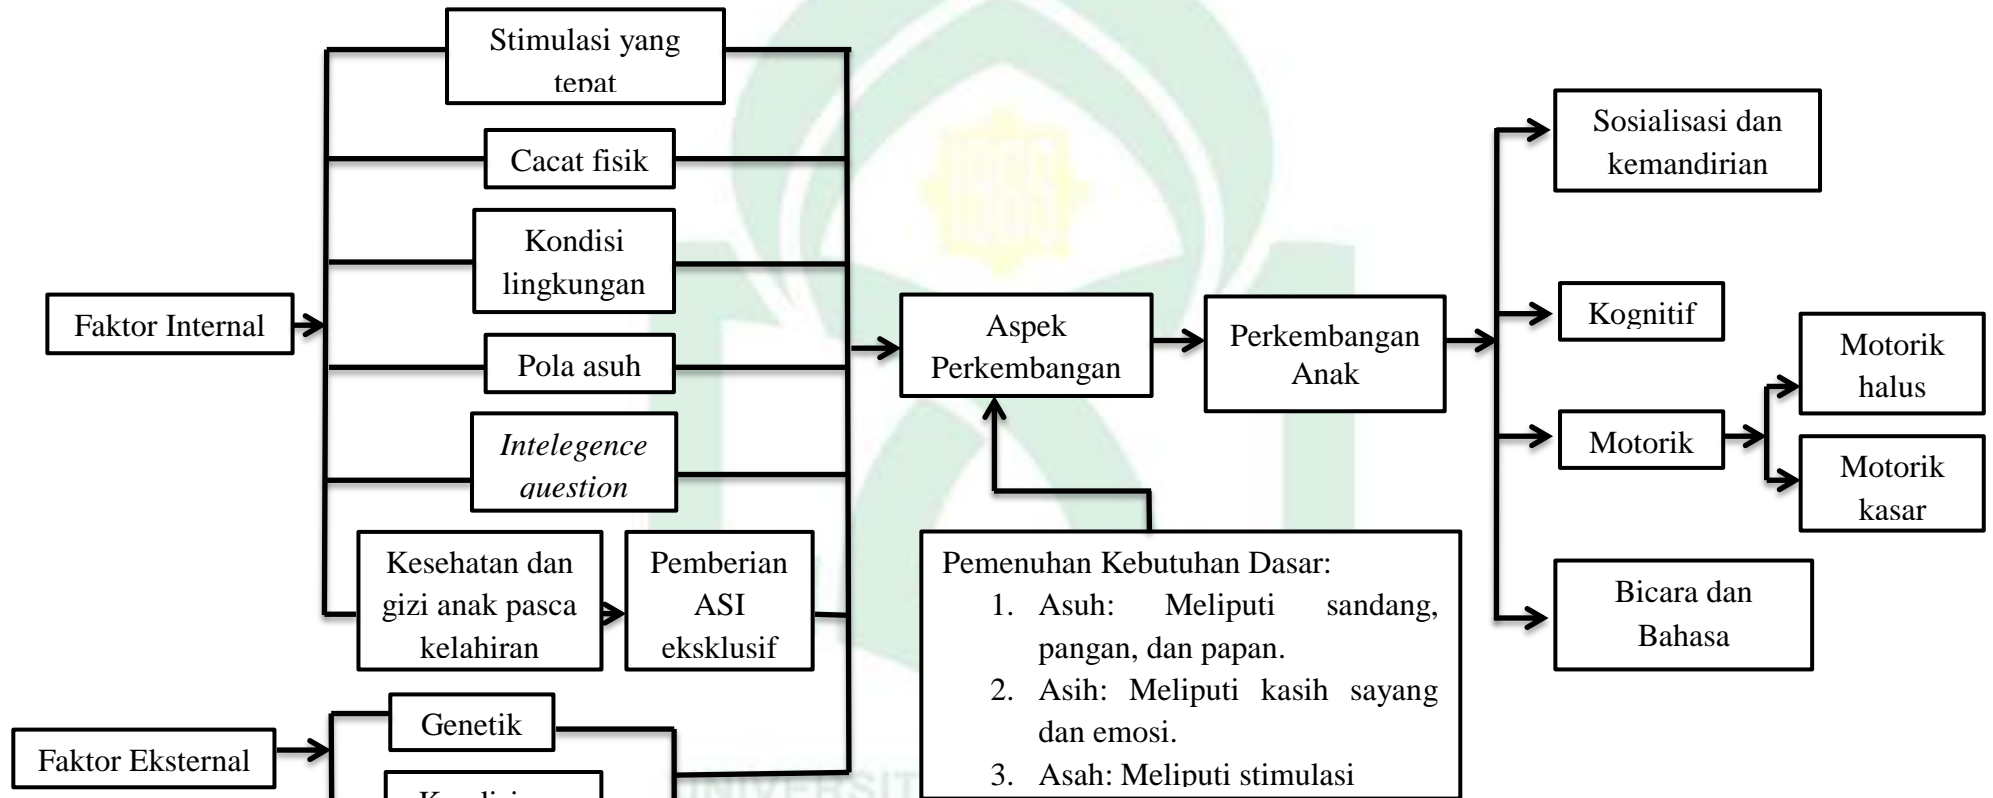 Stimulasi yang
tepat
Cacat fisik
Kondisi
lingkungan
Faktor Internal
Pola asuh
Intelegence
question
Kesehatan dan
gizi anak pasca
kelahiran
Pemberian
ASI
eksklusif
Faktor Eksternal
Genetik
Kondisi
Aspek
Perkembangan
Perkembangan
Anak
Pemenuhan Kebutuhan Dasar:
1. Asuh: Meliputi sandang,
pangan, dan papan.
2. Asih: Meliputi kasih sayang
dan emosi.
3. Asah: Meliputi stimulasi
Sosialisasi dan
kemandirian
Kognitif
Motorik
Motorik
halus
Motorik
kasar
Bicara dan
Bahasa